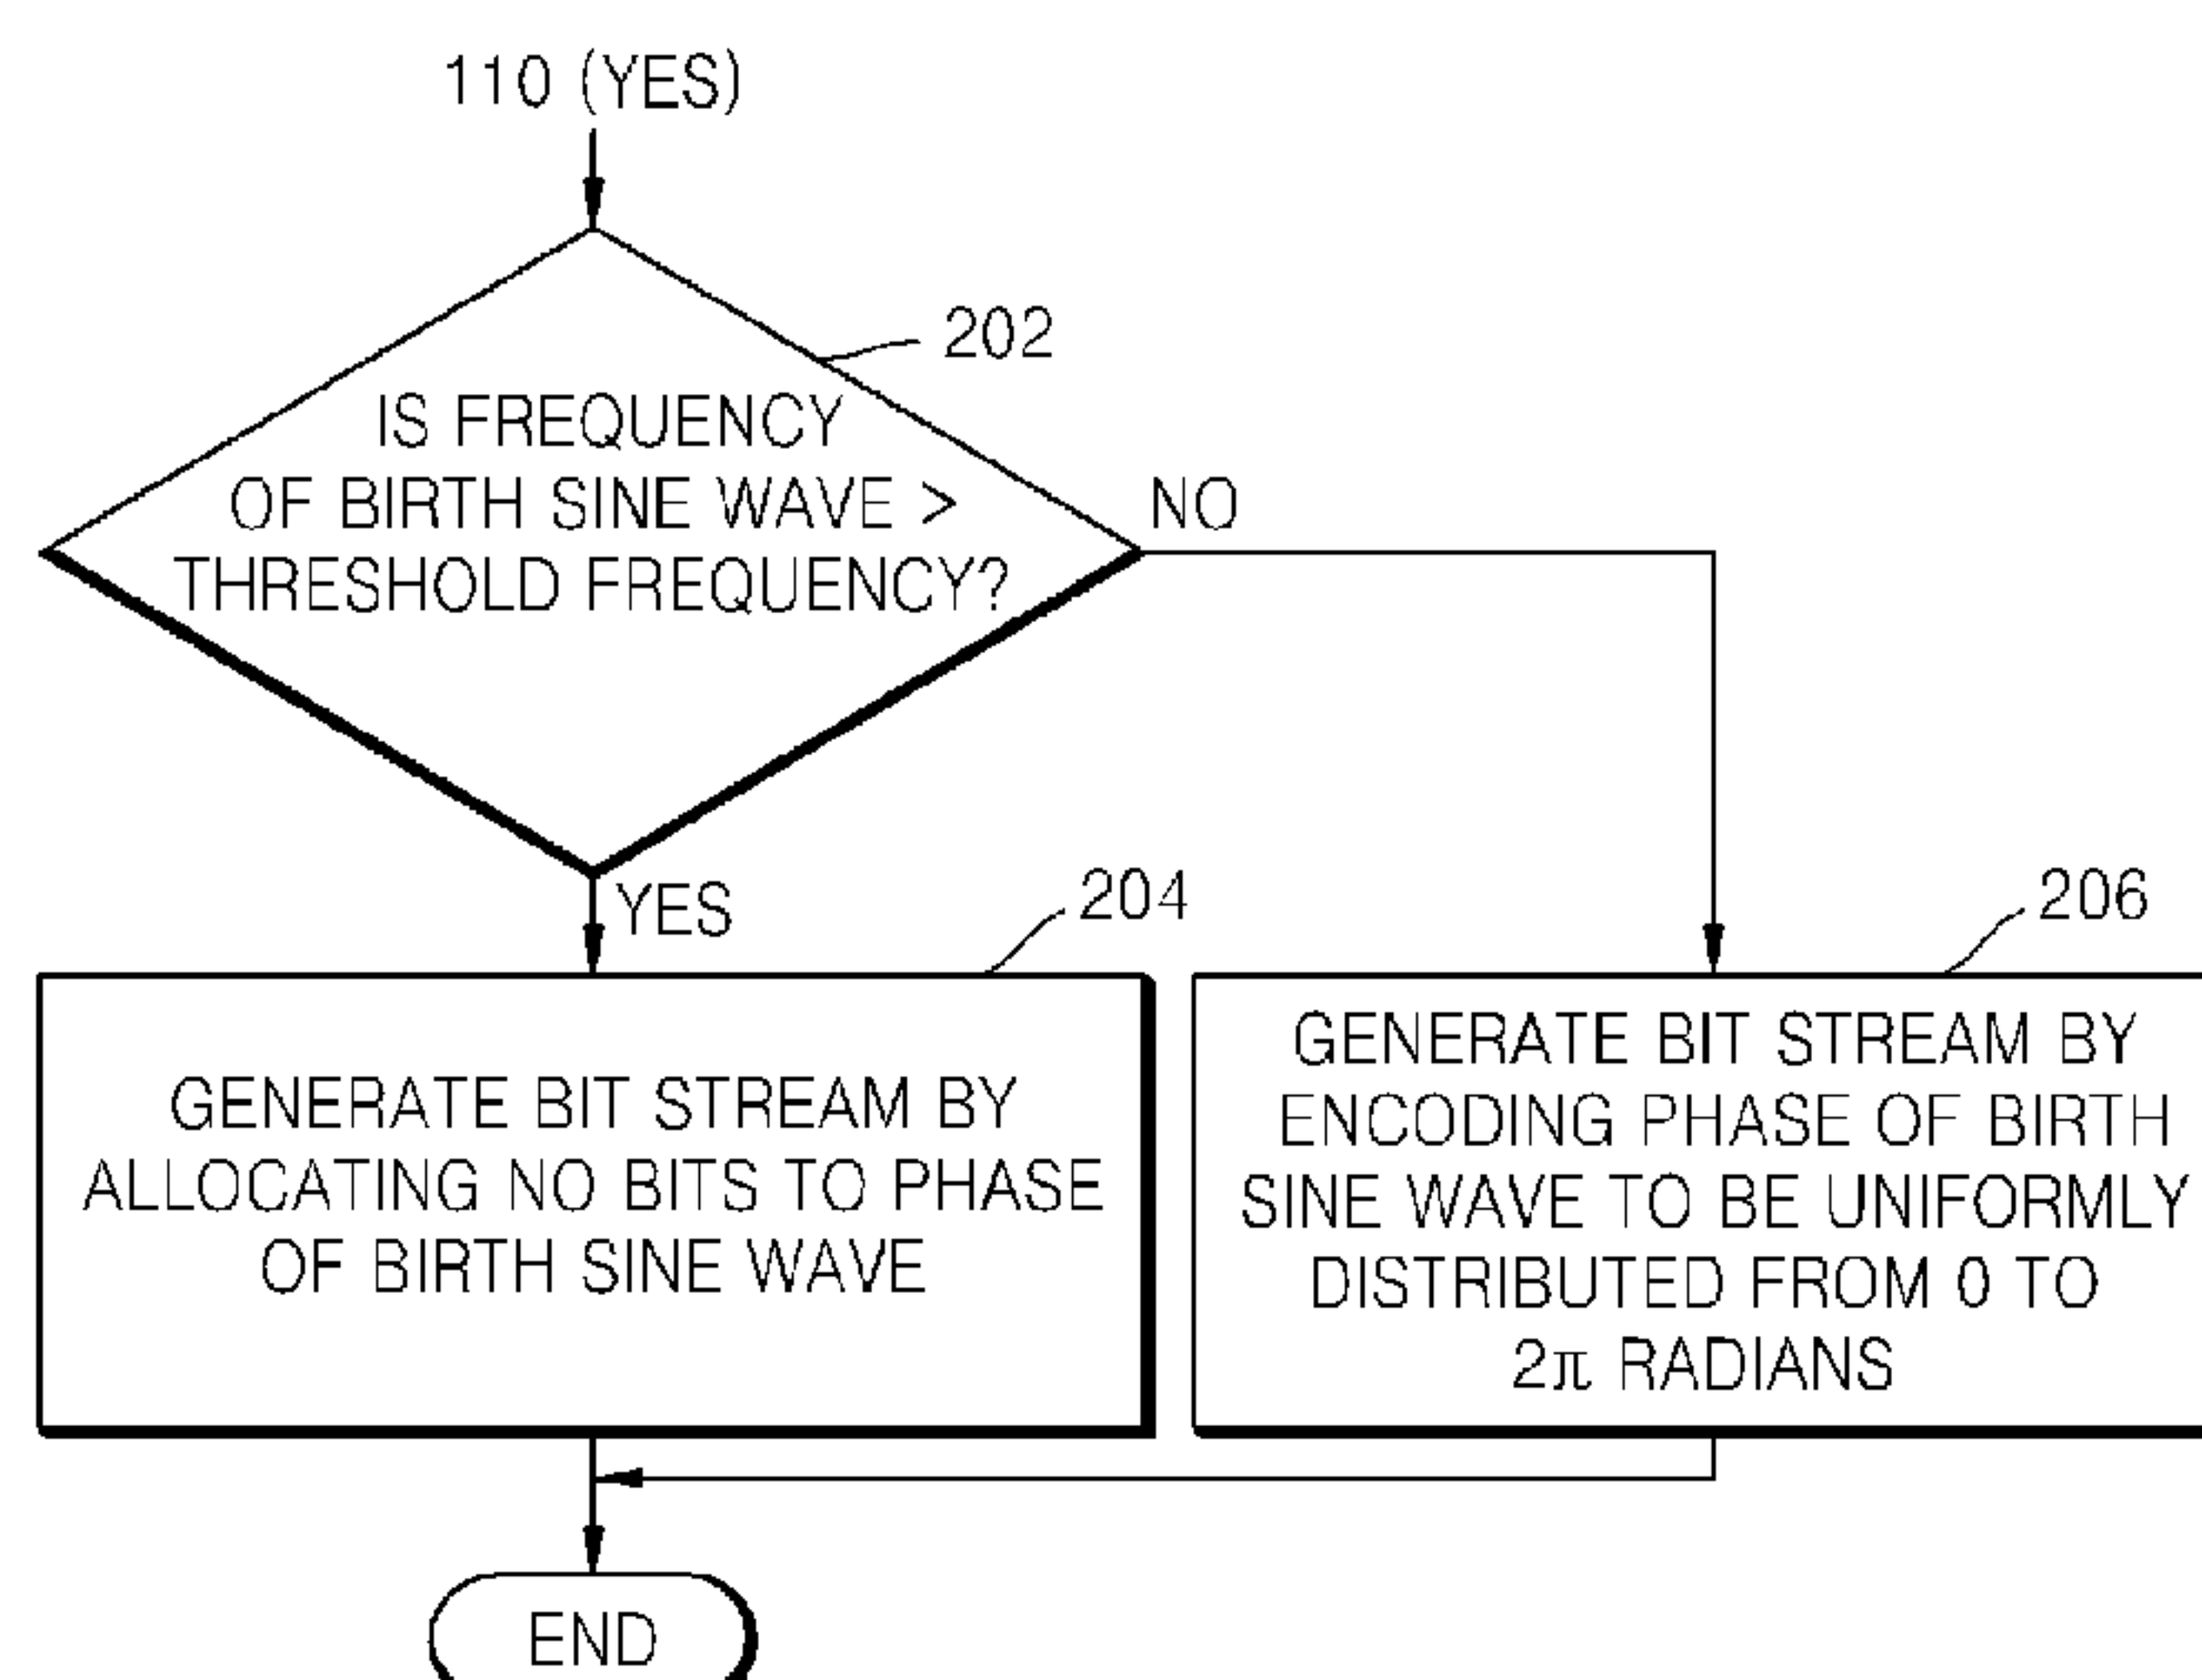 110 (YES)
202
IS FREQUENCY
OF BIRTH SINE WAVE >
THRESHOLD FREQUENCY?
NO
YES
204
206
GENERATE BIT STREAM BY
ALLOCATING NO BITS TO PHASE
OF BIRTH SINE WAVE
GENERATE BIT STREAM BY
ENCODING PHASE OF BIRTH
SINE WAVE TO BE UNIFORMLY
DISTRIBUTED FROM 0 TO
2π RADIANS
END